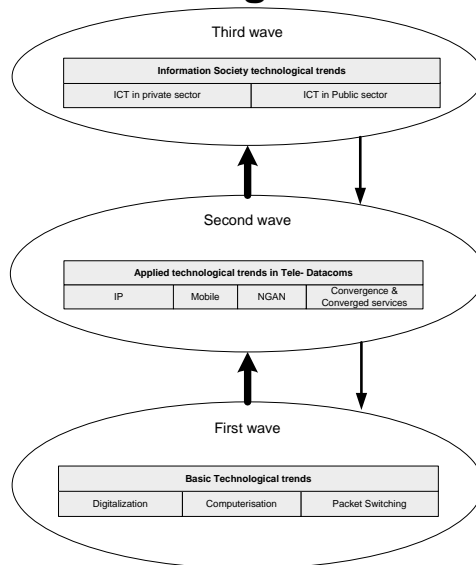 Third wave
Information Society technological trends
ICT in private sector
ICT in Public sector
Second wave
Applied technological trends in Tele- Datacoms
IP
Mobile
NGAN
Convergence &
Converged services
First wave
Basic Technological trends
Digitalization
Computerisation
Packet Switching